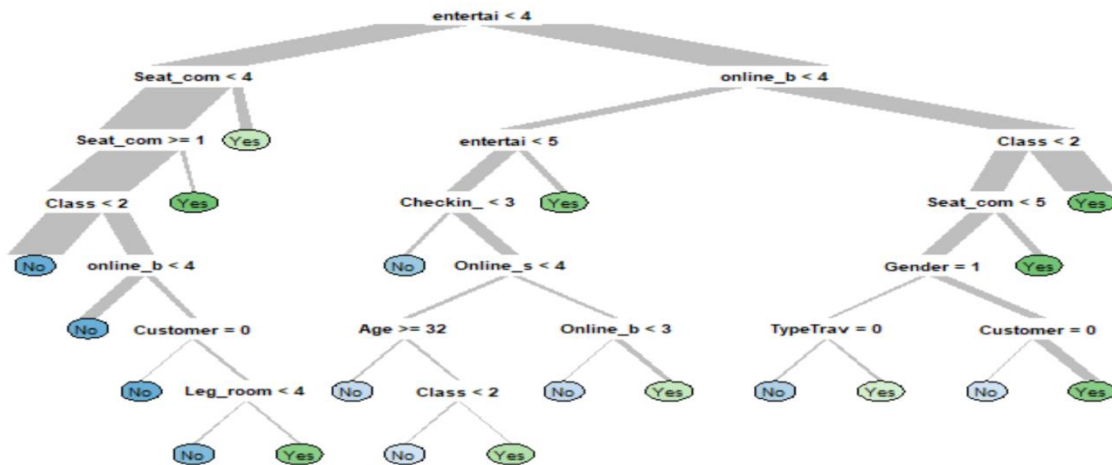 entertai < 4
Seat_com < 4 online_b < 4
Seat_com >= 1 Yes entertai < 5 Class < 2
Class < 2 Yes Checkin_ < 3 Yes Seat_com < 5 Yes
No online_b < 4 No Online_s < 4 Gender = 1 Yes
No Customer = 0 Age >= 32 Online_b < 3 TypeTrav = 0 Customer = 0
No Leg_room < 4 No Class < 2 No Yes No Yes No Yes
No Yes No Yes